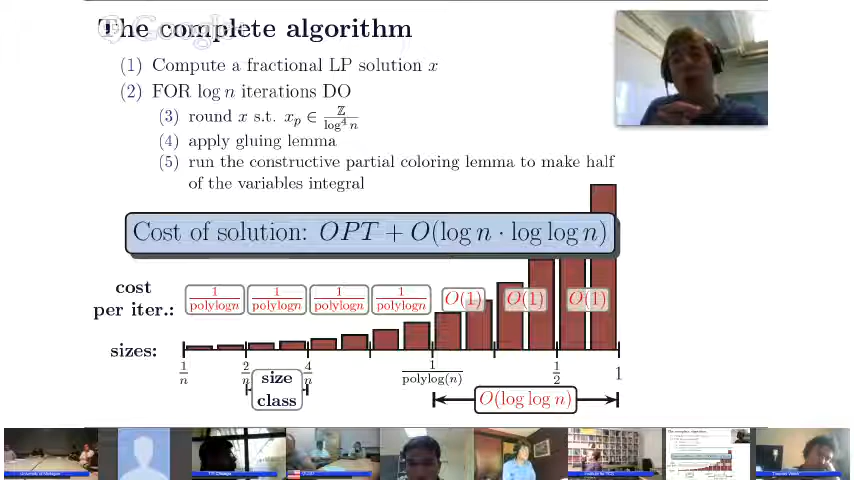 The complete algorithm
(1) Compute a fractional LP solution x
(2) FOR log n iterations DO
(3) round x s.t. x_p ∈ ℤ/log⁴ n
(4) apply gluing lemma
(5) run the constructive partial coloring lemma to make half
of the variables integral
Cost of solution: OPT + O(log n · log log n)
cost
per iter.:
1/polylogn 1/polylogn 1/polylogn 1/polylogn O(1) O(1) O(1)
sizes:
1/n 2/n 4/n 1/polylog(n) 1/2 1
size
class
O(log log n)